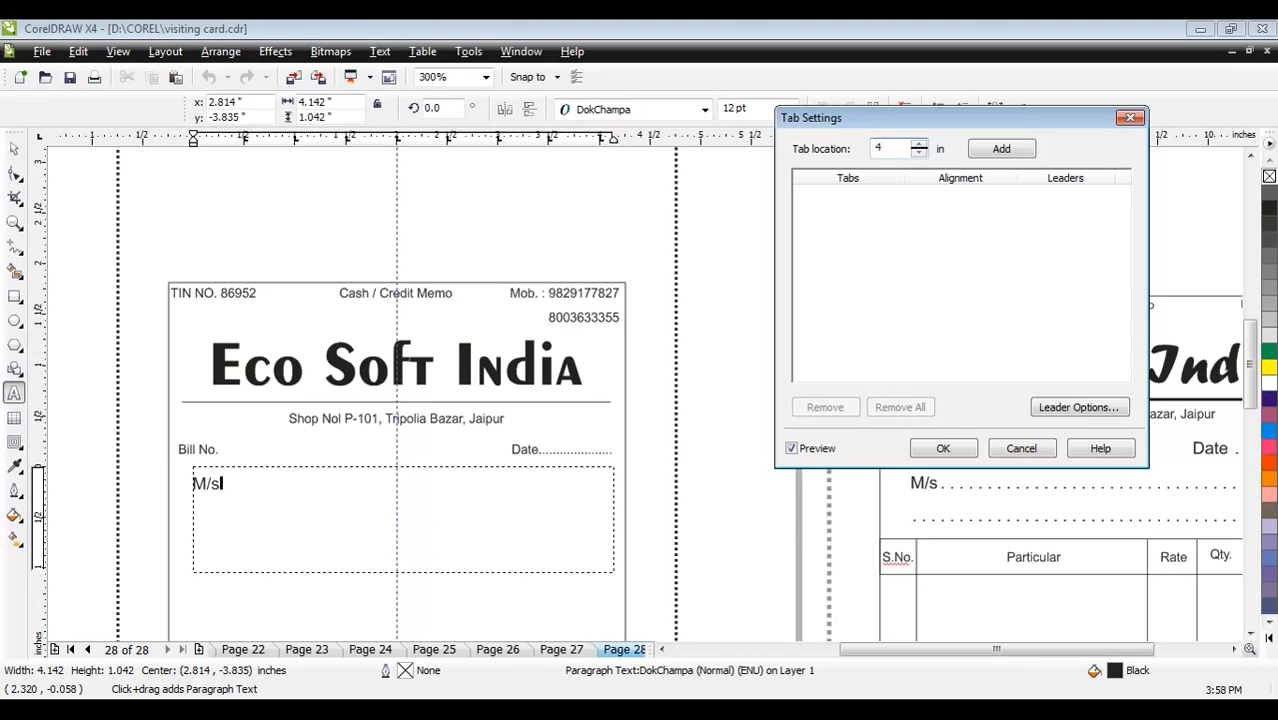 CorelDRAW X4 - [D:\COREL\visiting card.cdr]
File Edit View Layout Arrange Effects Bitmaps Text Table Tools Window Help
300% Snap to
x: 2.814 " 4.142 " 0.0 ° DokChampa 12 pt
y: -3.835 " 1.042 "
Tab Settings
Tab location: 4 in Add
Tabs Alignment Leaders
Remove Remove All Leader Options...
Preview OK Cancel Help
inches
TIN NO. 86952 Cash / Credit Memo Mob. : 9829177827
8003633355
Eco Soft India
Shop Nol P-101, Tripolia Bazar, Jaipur
Bill No. Date.....................
M/s
Ind
azar, Jaipur
Date .
M/s . . . . . . . . . . . . . . . . . . . . . . . . . . . . . . . . .
. . . . . . . . . . . . . . . . . . . . . . . . . . . . . . . . .
S.No. Particular Rate Qty.
28 of 28 Page 22 Page 23 Page 24 Page 25 Page 26 Page 27 Page 28
Width: 4.142 Height: 1.042 Center: (2.814 , -3.835) inches None Paragraph Text:DokChampa (Normal) (ENU) on Layer 1 Black
( 2.320 , -0.058 ) Click+drag adds Paragraph Text 3:58 PM